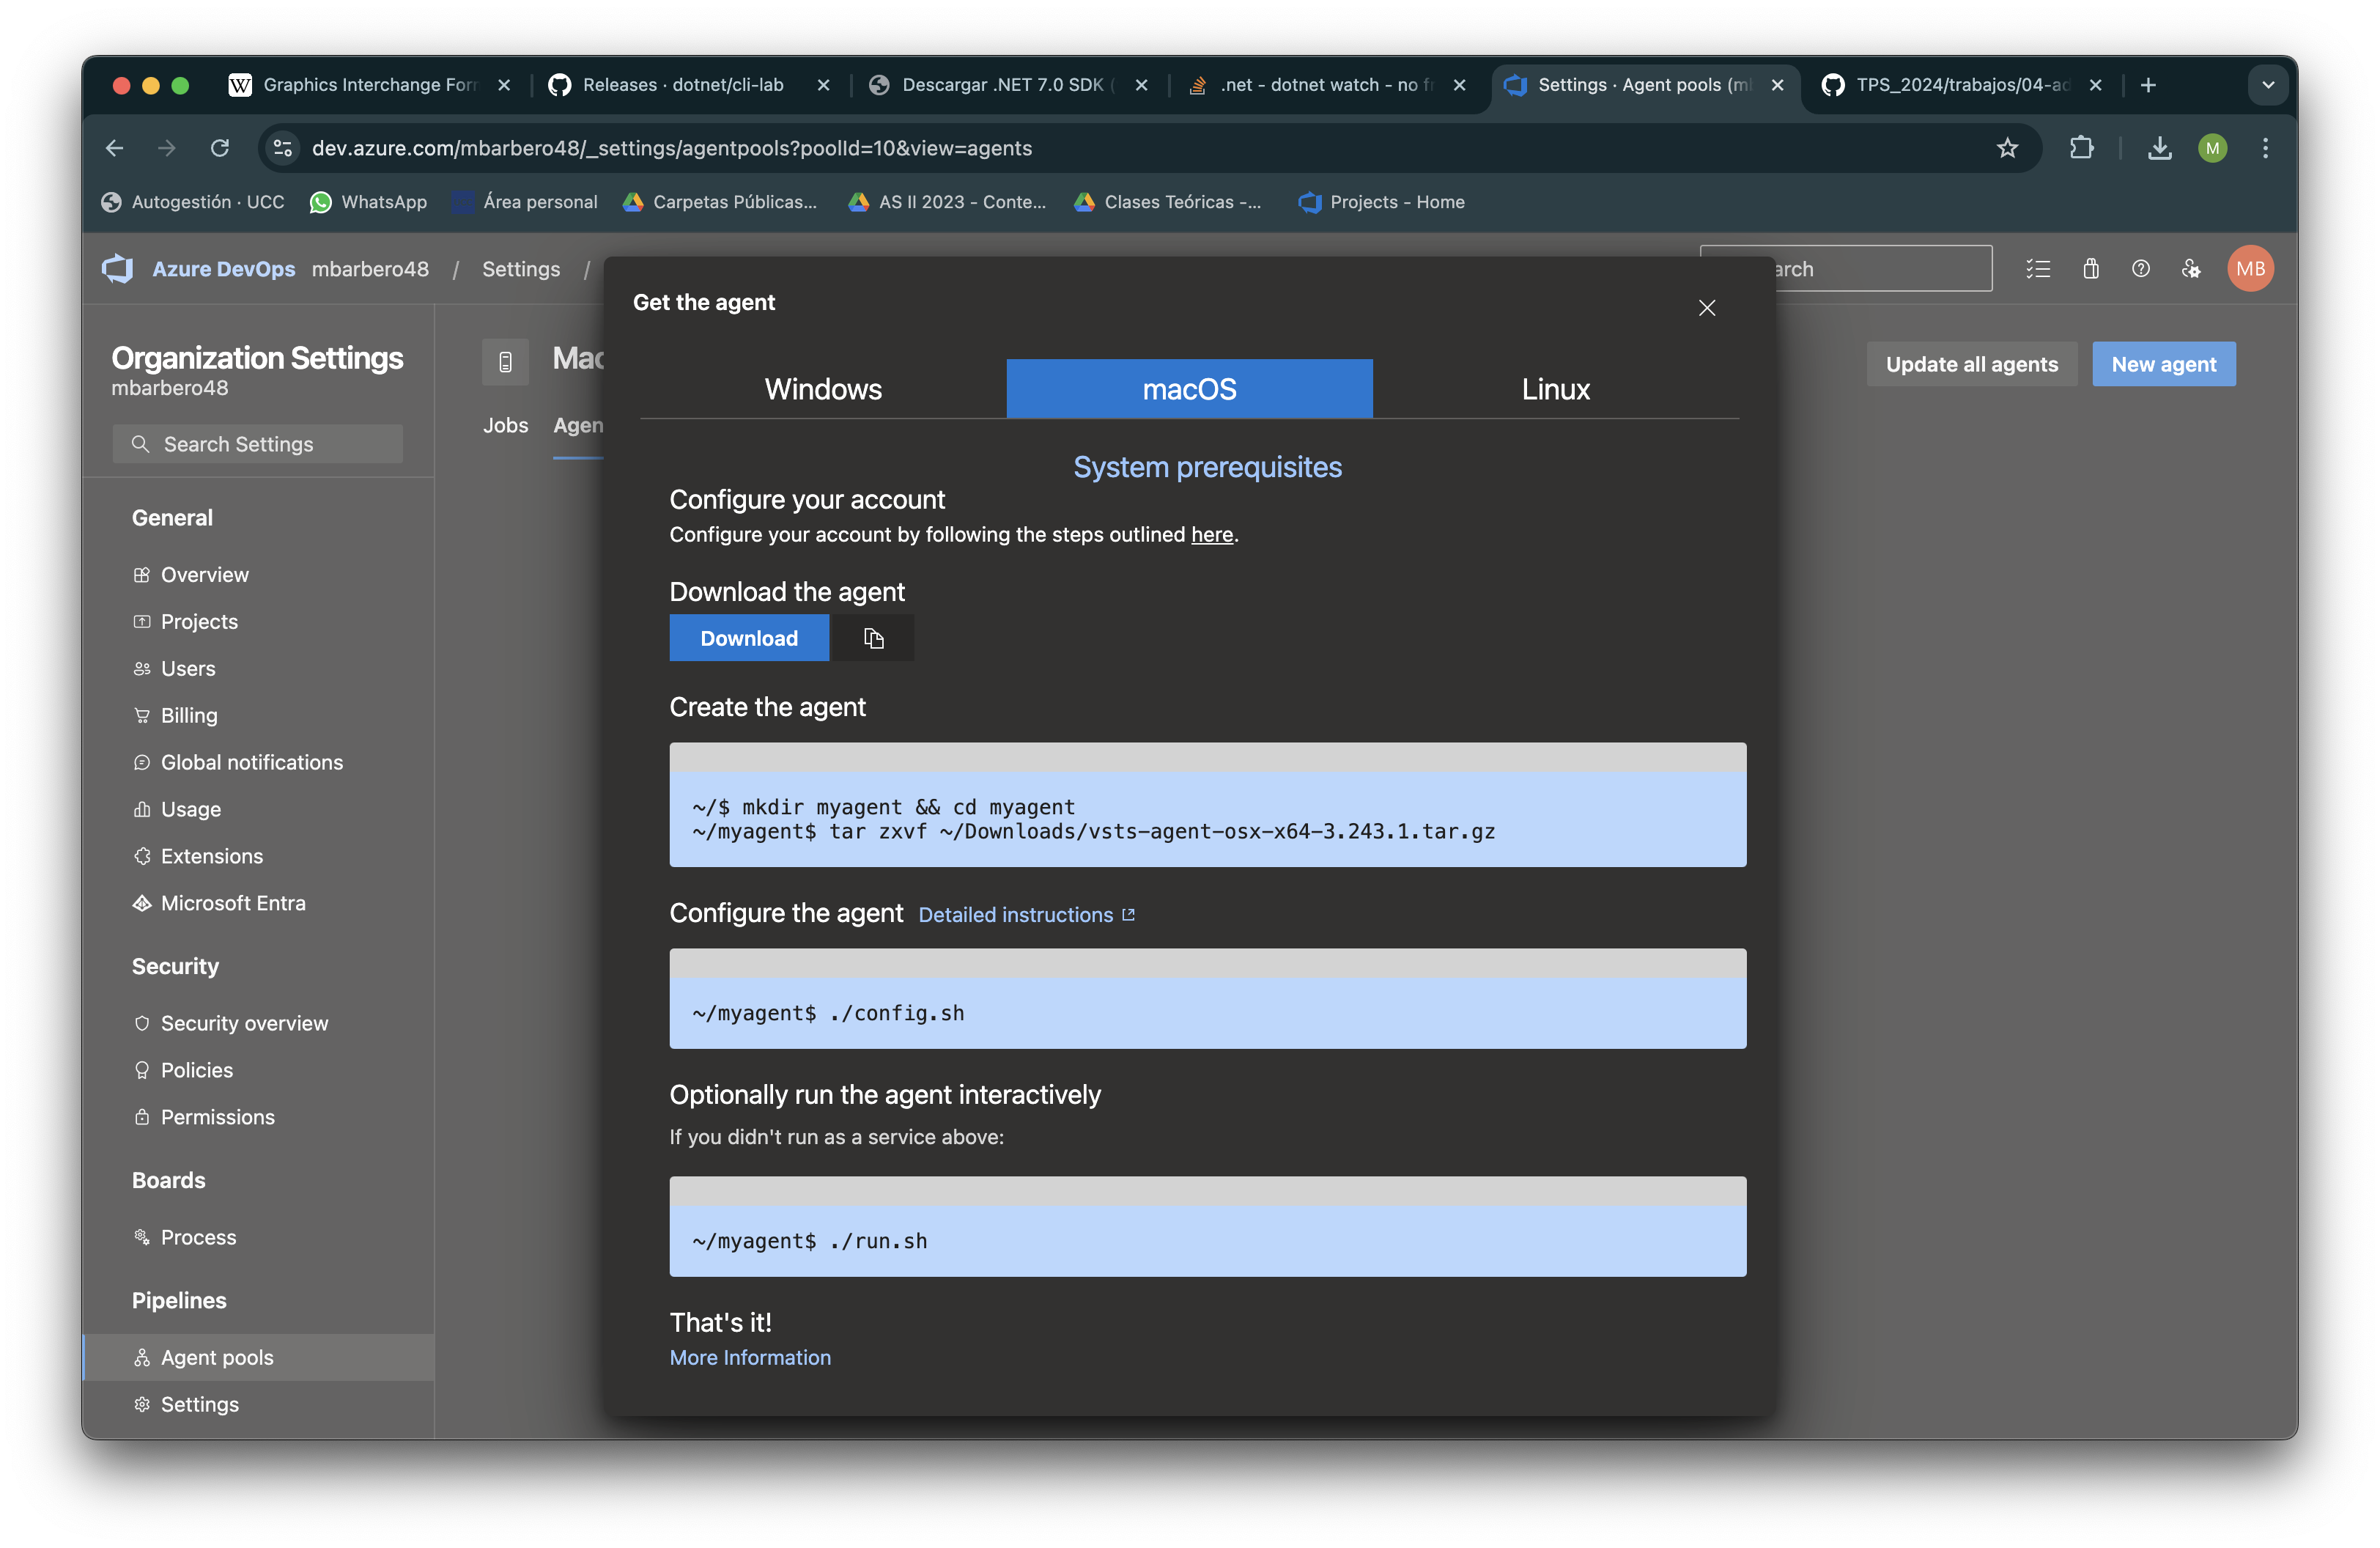 Graphics Interchange For
Releases · dotnet/cli-lab
Descargar .NET 7.0 SDK (
.net - dotnet watch - no fr
Settings · Agent pools (m
TPS_2024/trabajos/04-ad
dev.azure.com/mbarbero48/_settings/agentpools?poolId=10&view=agents
M
Autogestión · UCC
WhatsApp
Área personal
Carpetas Públicas...
AS II 2023 - Conte...
Clases Teóricas -...
Projects - Home
Azure DevOps
mbarbero48
/
Settings
/
arch
MB
Organization Settings
mbarbero48
Search Settings
General
Overview
Projects
Users
Billing
Global notifications
Usage
Extensions
Microsoft Entra
Security
Security overview
Policies
Permissions
Boards
Process
Pipelines
Agent pools
Settings
Mac
Jobs
Agen
Update all agents
New agent
Get the agent
Windows
macOS
Linux
System prerequisites
Configure your account
Configure your account by following the steps outlined here.
Download the agent
Download
Create the agent
~/$ mkdir myagent && cd myagent
~/myagent$ tar zxvf ~/Downloads/vsts-agent-osx-x64-3.243.1.tar.gz
Configure the agent
Detailed instructions
~/myagent$ ./config.sh
Optionally run the agent interactively
If you didn't run as a service above:
~/myagent$ ./run.sh
That's it!
More Information